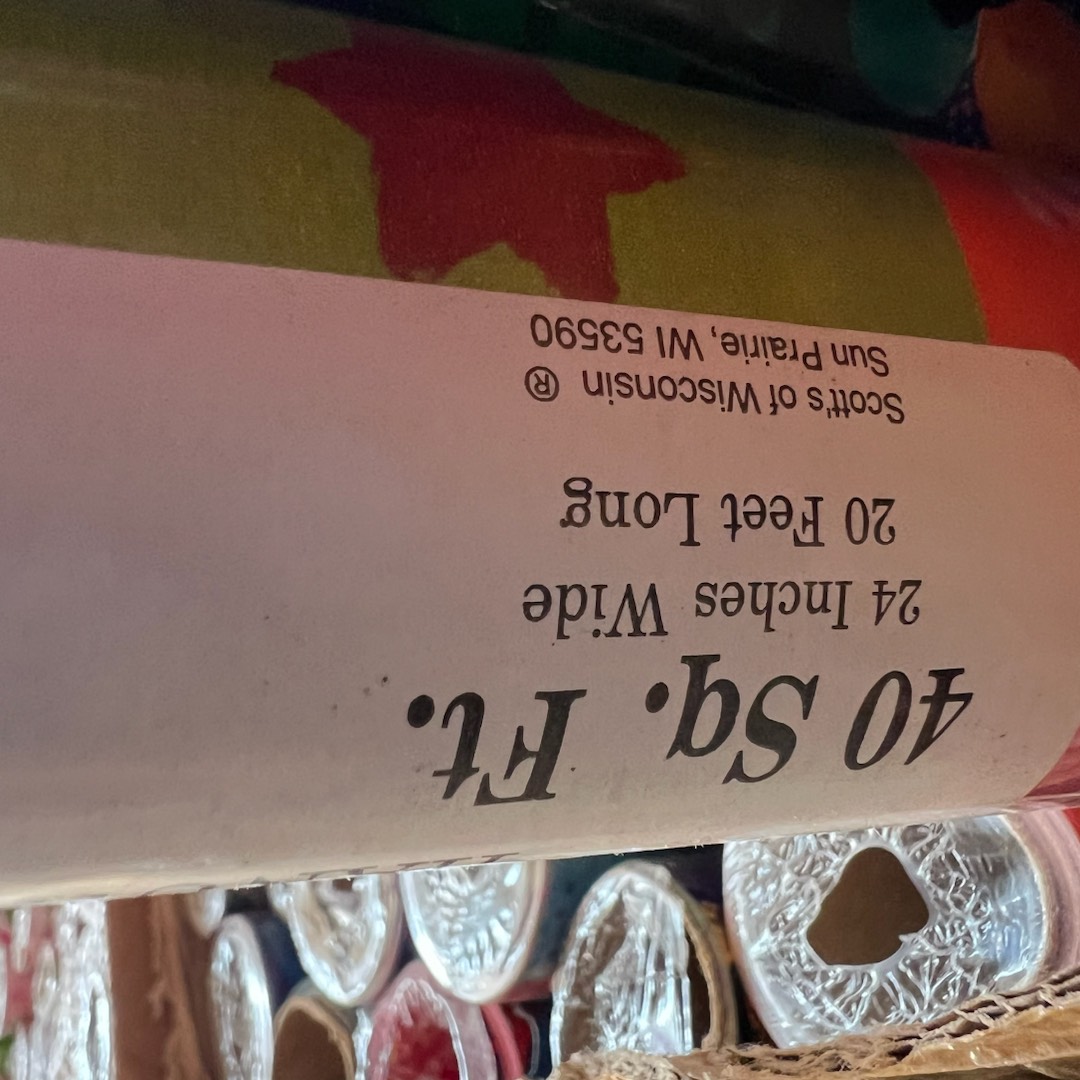 40 Sq. Ft.
24 Inches Wide
20 Feet Long
Scott's of Wisconsin ®
Sun Prairie, WI 53590